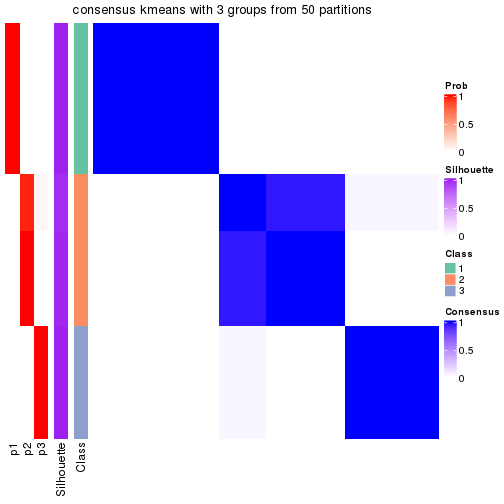 consensus kmeans with 3 groups from 50 partitions
Prob
1
0.5
0
Silhouette
1
0.5
0
Class
1
2
3
Consensus
1
0.5
0
p1
p2
p3
Silhouette
Class